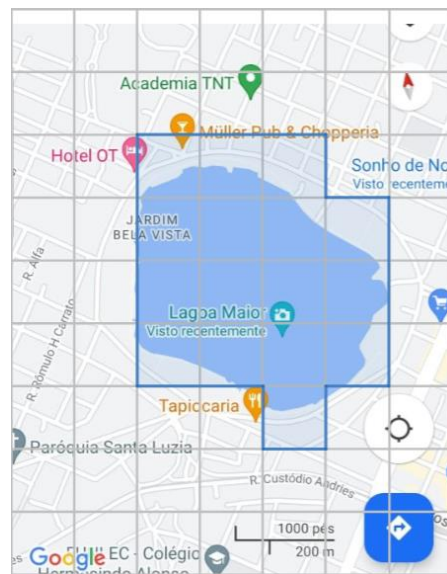 Academia TNT
Müller Pub & Chopperia
Hotel OT
Sonho de No
Visto recentemente
JARDIM
BELA VISTA
R. Alfa
Lagoa Maior
Visto recentemente
R. Rômulo H Carrato
Tapiocaria
Paróquia Santa Luzia
R. Custódio Andries
1000 pés
200 m
Google
EC - Colégio